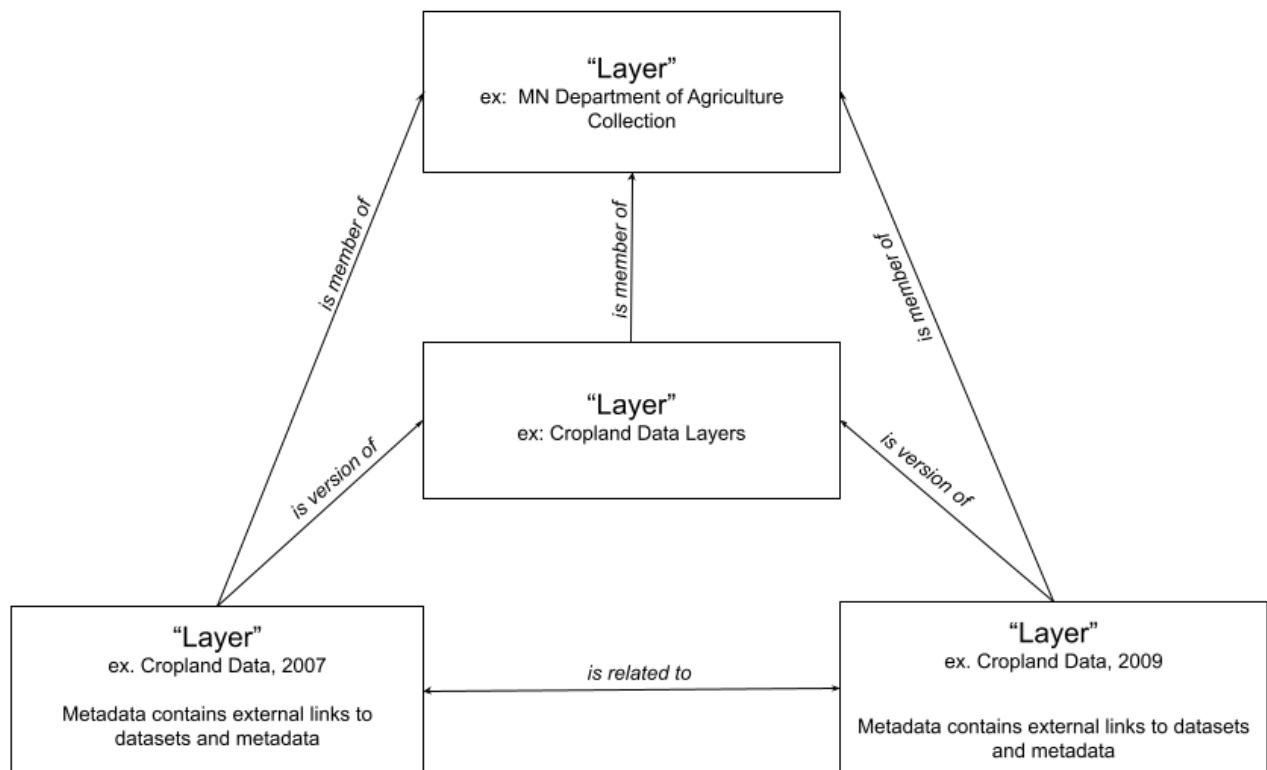 “Layer”
ex:  MN Department of Agriculture
Collection
is member of
is member of
is member of
“Layer”
ex: Cropland Data Layers
is version of
is version of
“Layer”
ex. Cropland Data, 2007
Metadata contains external links to
datasets and metadata
is related to
“Layer”
ex. Cropland Data, 2009
Metadata contains external links to datasets
and metadata